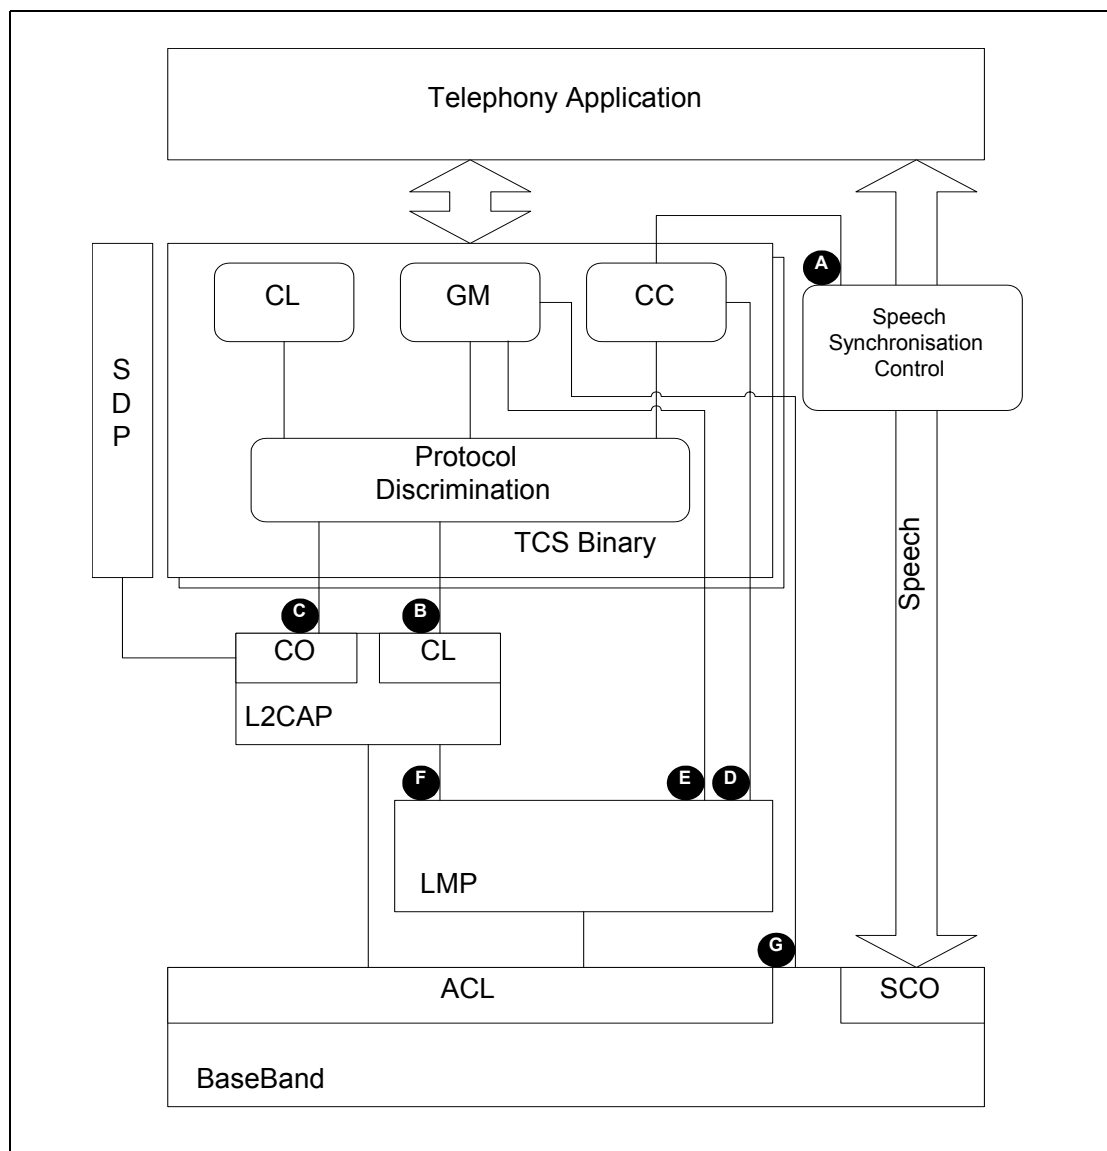 Telephony Application
A
CL
GM
CC
Speech
Synchronisation
Control
S
D
P
Protocol
Discrimination
TCS Binary
Speech
C
B
CO
CL
L2CAP
F
E
D
LMP
G
ACL
SCO
BaseBand